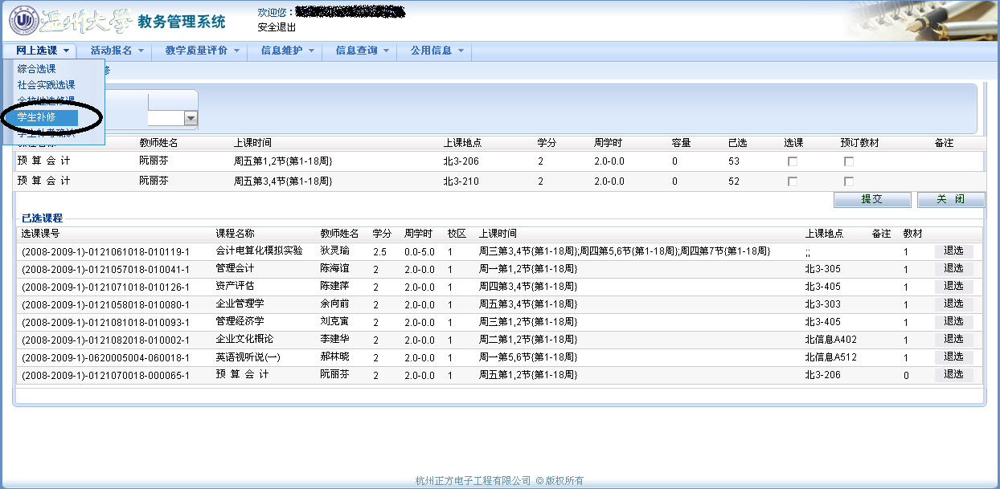 温州大学 教务管理系统
欢迎您：
安全退出
网上选课 活动报名 教学质量评价 信息维护 信息查询 公用信息
综合选课 修
社会实践选课
全校性选修课
学生补修
学生补考确认
课程名称 教师姓名 上课时间 上课地点 学分 周学时 容量 已选 选课 预订教材 备注
预 算 会 计 阮丽芬 周五第1,2节{第1-18周} 北3-206 2 2.0-0.0 0 53
预 算 会 计 阮丽芬 周五第3,4节{第1-18周} 北3-210 2 2.0-0.0 0 52
提交 关 闭
已选课程
选课课号 课程名称 教师姓名 学分 周学时 校区 上课时间 上课地点 备注 教材
(2008-2009-1)-0121061018-010119-1 会计电算化模拟实验 狄灵瑜 2.5 0.0-5.0 1 周三第3,4节{第1-18周};周四第5,6节{第1-18周};周四第7节{第1-18周} ;; 1 退选
(2008-2009-1)-0121057018-010041-1 管理会计 陈海谊 2 2.0-0.0 1 周一第1,2节{第1-18周} 北3-305 1 退选
(2008-2009-1)-0121071018-010126-1 资产评估 陈建萍 2 2.0-0.0 1 周四第3,4节{第1-18周} 北3-405 1 退选
(2008-2009-1)-0121058018-010080-1 企业管理学 余向前 2 2.0-0.0 1 周五第3,4节{第1-18周} 北3-303 1 退选
(2008-2009-1)-0121081018-010093-1 管理经济学 刘克寅 2 2.0-0.0 1 周三第1,2节{第1-18周} 北3-405 1 退选
(2008-2009-1)-0121082018-010002-1 企业文化概论 李建华 2 2.0-0.0 1 周二第1,2节{第1-18周} 北信息A402 1 退选
(2008-2009-1)-0620005004-060018-1 英语视听说(一) 郝林晓 2 2.0-0.0 1 周一第5,6节{第1-18周} 北信息A512 1 退选
(2008-2009-1)-0121070018-000065-1 预 算 会 计 阮丽芬 2 2.0-0.0 1 周五第1,2节{第1-18周} 北3-206 0 退选
杭州正方电子工程有限公司 ©版权所有